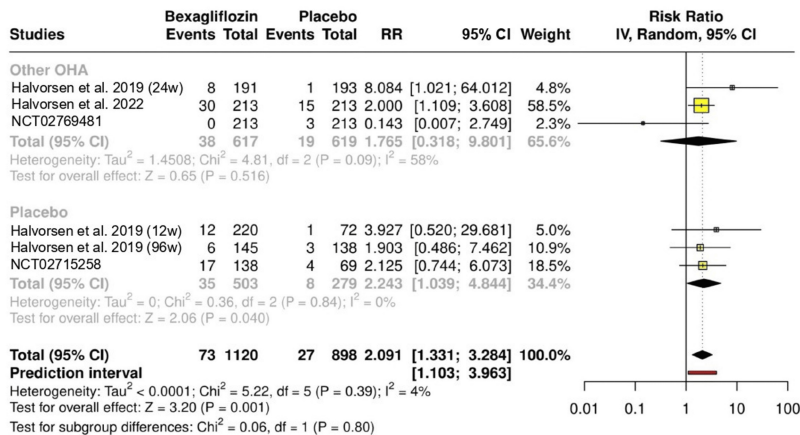 Bexagliflozin Placebo Risk Ratio
Studies Events Total Events Total RR 95% CI Weight IV, Random, 95% CI
Other OHA
Halvorsen et al. 2019 (24w) 8 191 1 193 8.084 [1.021; 64.012] 4.8%
Halvorsen et al. 2022 30 213 15 213 2.000 [1.109; 3.608] 58.5%
NCT02769481 0 213 3 213 0.143 [0.007; 2.749] 2.3%
Total (95% CI) 38 617 19 619 1.765 [0.318; 9.801] 65.6%
Heterogeneity: Tau² = 1.4508; Chi² = 4.81, df = 2 (P = 0.09); I² = 58%
Test for overall effect: Z = 0.65 (P = 0.516)
Placebo
Halvorsen et al. 2019 (12w) 12 220 1 72 3.927 [0.520; 29.681] 5.0%
Halvorsen et al. 2019 (96w) 6 145 3 138 1.903 [0.486; 7.462] 10.9%
NCT02715258 17 138 4 69 2.125 [0.744; 6.073] 18.5%
Total (95% CI) 35 503 8 279 2.243 [1.039; 4.844] 34.4%
Heterogeneity: Tau² = 0; Chi² = 0.36, df = 2 (P = 0.84); I² = 0%
Test for overall effect: Z = 2.06 (P = 0.040)
Total (95% CI) 73 1120 27 898 2.091 [1.331; 3.284] 100.0%
Prediction interval [1.103; 3.963]
Heterogeneity: Tau² < 0.0001; Chi² = 5.22, df = 5 (P = 0.39); I² = 4%
Test for overall effect: Z = 3.20 (P = 0.001)
Test for subgroup differences: Chi² = 0.06, df = 1 (P = 0.80)
0.01 0.1 1 10 100